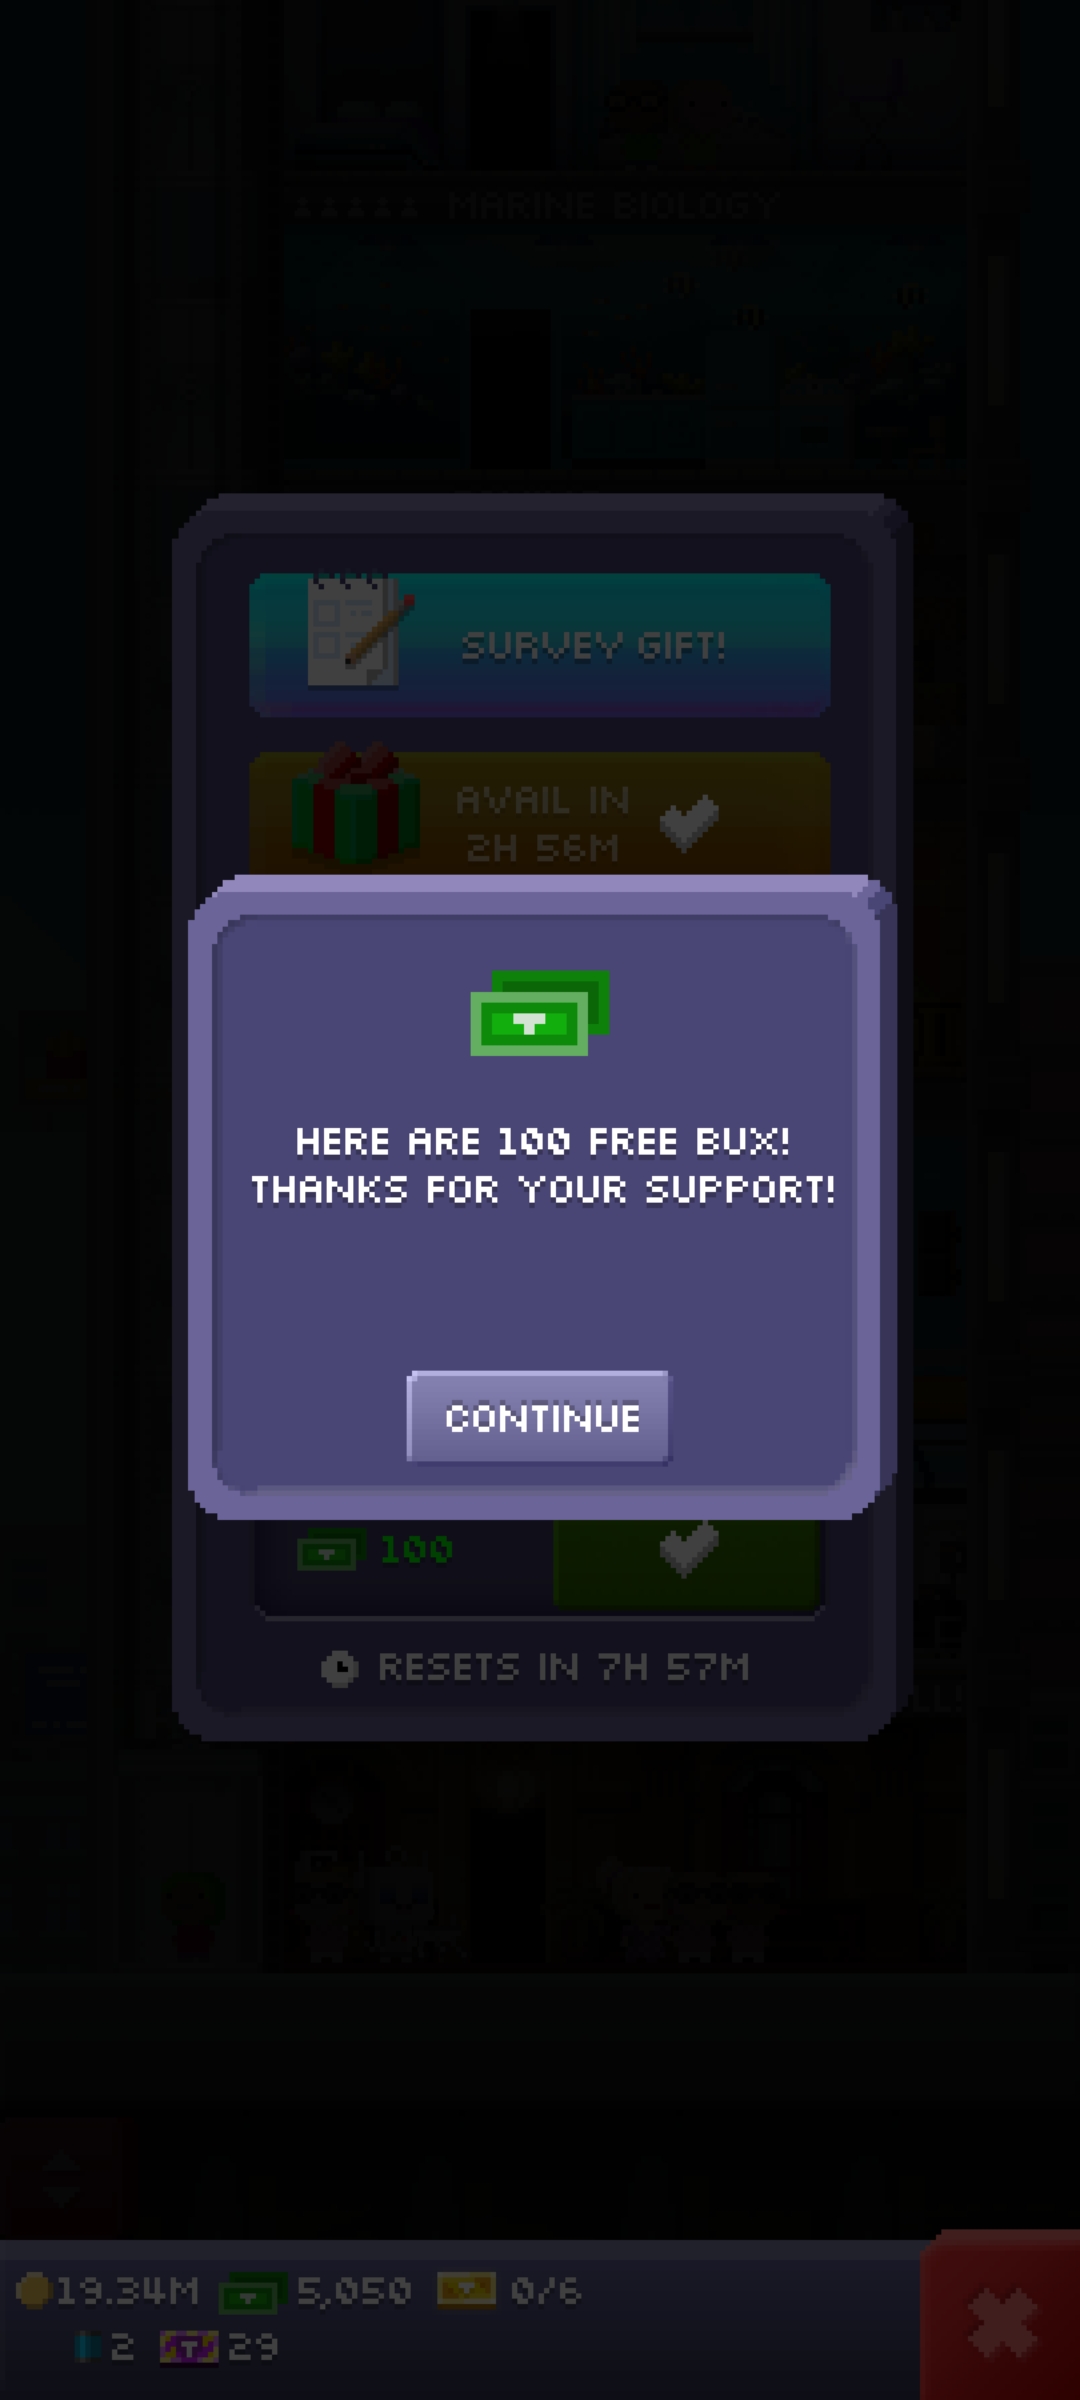 MARINE BIOLOGY
SURVEY GIFT!
AVAIL IN
2H 56M
HERE ARE 100 FREE BUX!
THANKS FOR YOUR SUPPORT!
CONTINUE
100
RESETS IN 7H 57M
19.34M 5,050 0/6
2 29